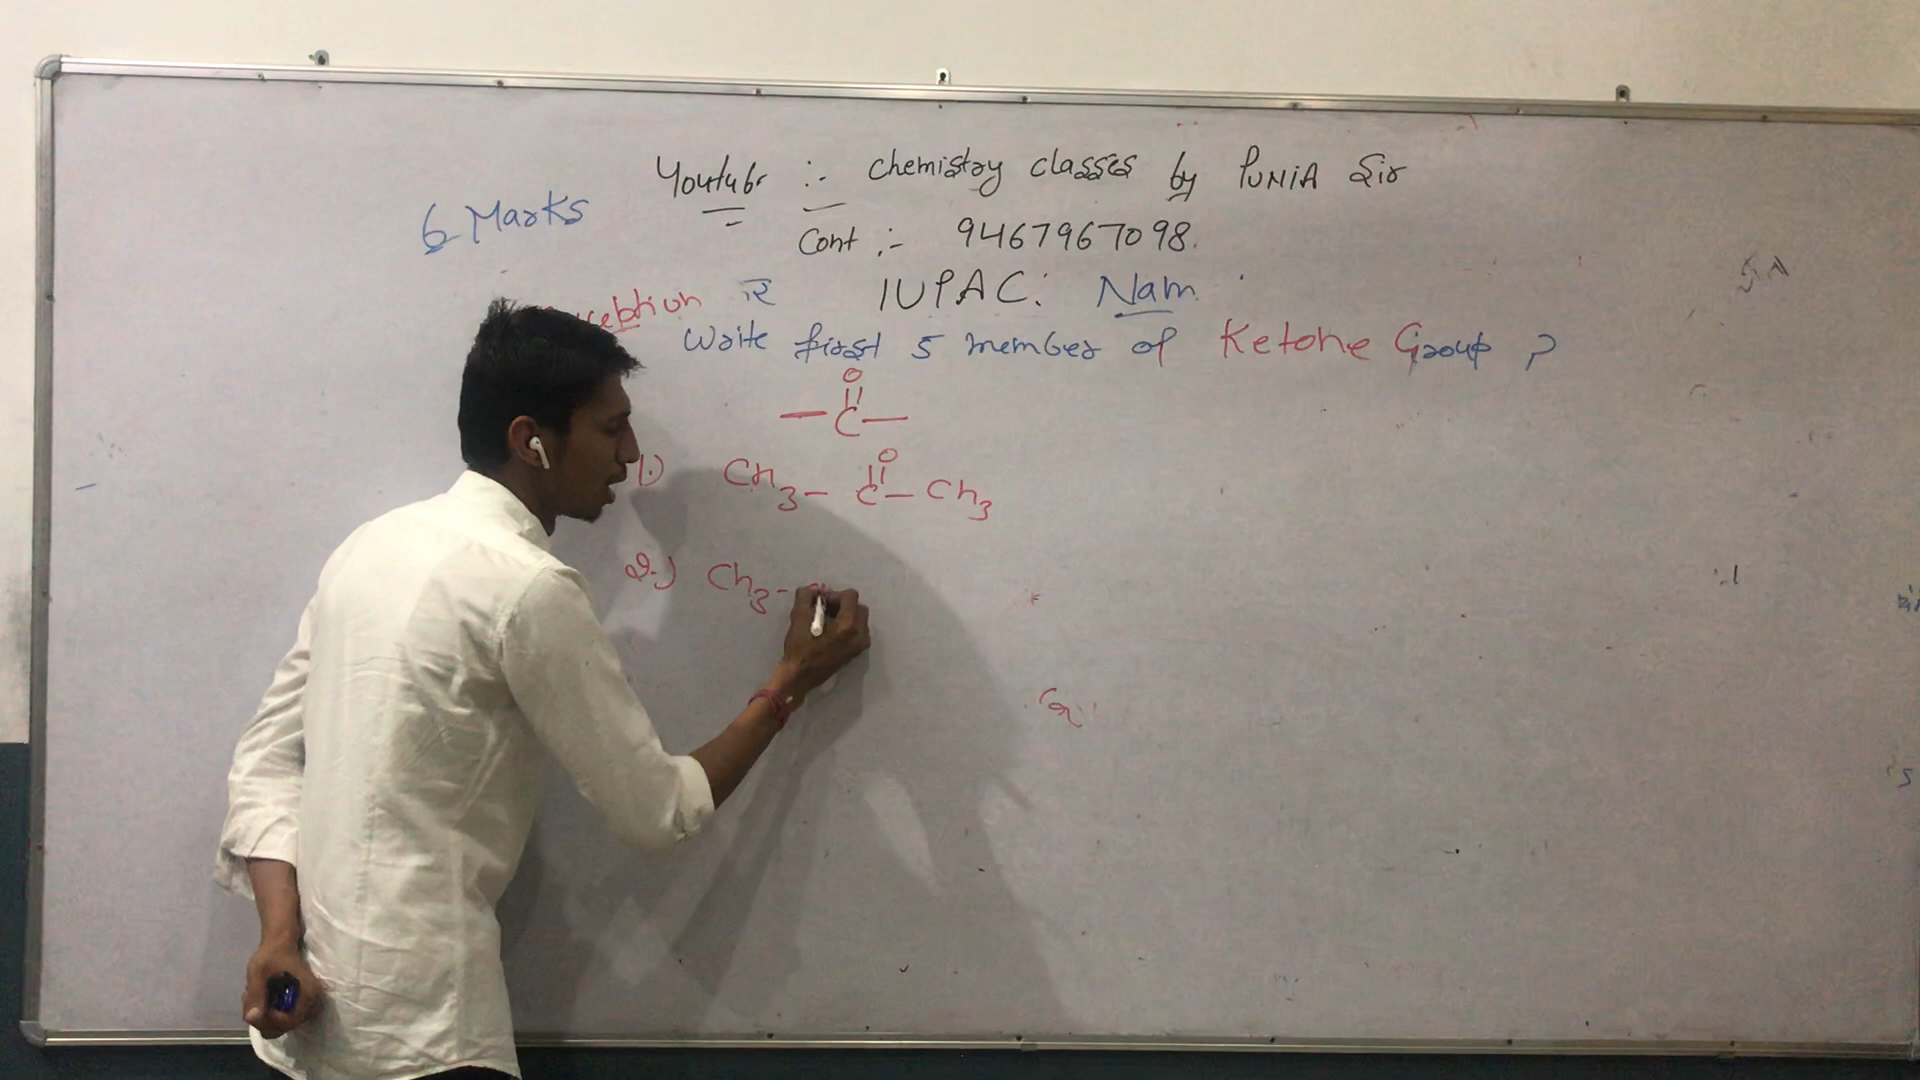 Youtube :- Chemistry classes by PUNIA Sir
6 Marks
Cont :- 9467967098.
IUPAC: Nam
Write first 5 member of Ketone Group ?
O
— C —
1.) CH3 - C - CH3
O
2.) CH3 -